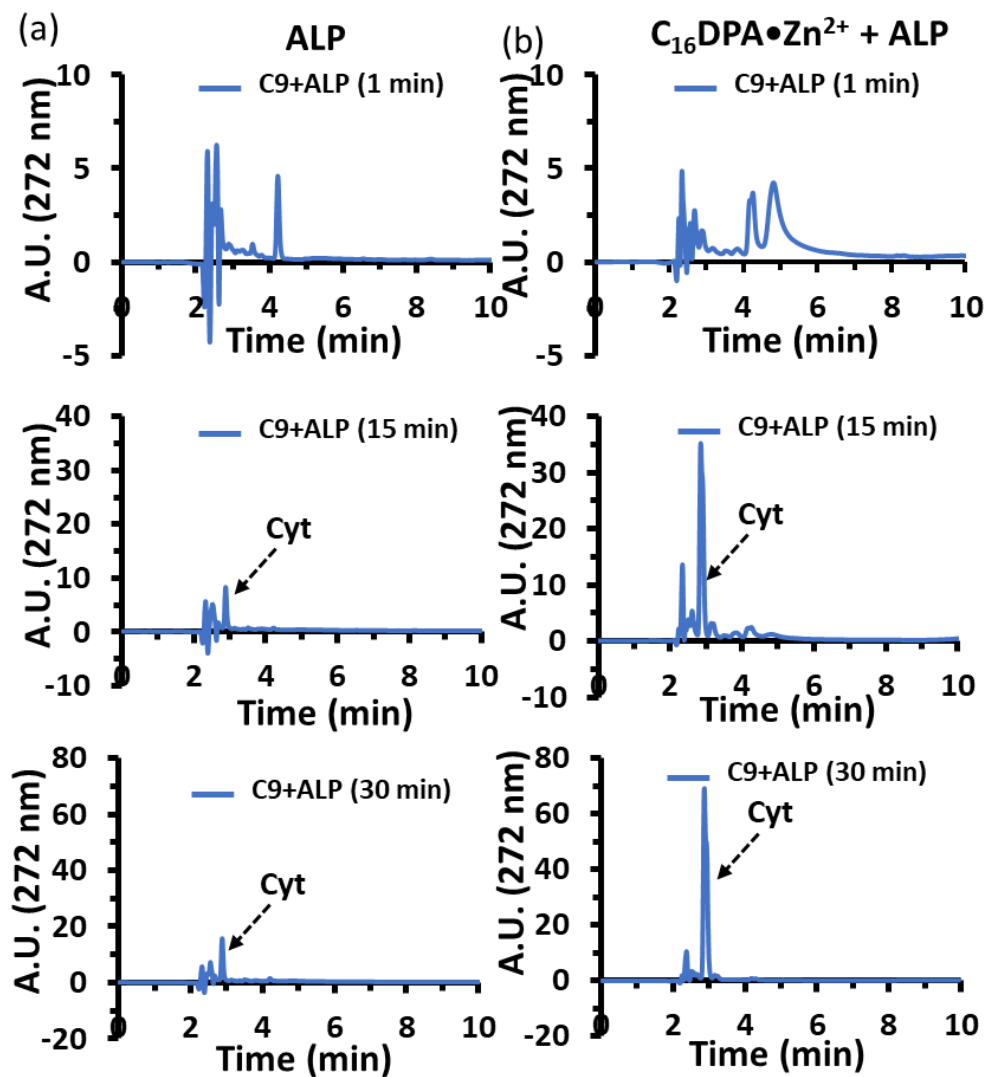 (a) ALP
(b) C₁₆DPA•Zn²⁺ + ALP
C9+ALP (1 min)
A.U. (272 nm)
10
5
0
-5
0 2 4 6 8 10
Time (min)
C9+ALP (1 min)
A.U. (272 nm)
10
5
0
-5
0 2 4 6 8 10
Time (min)
C9+ALP (15 min)
Cyt
A.U. (272 nm)
40
30
20
10
0
-10
0 2 4 6 8 10
Time (min)
C9+ALP (15 min)
Cyt
A.U. (272 nm)
40
30
20
10
0
-10
0 2 4 6 8 10
Time (min)
C9+ALP (30 min)
Cyt
A.U. (272 nm)
80
60
40
20
0
-20
0 2 4 6 8 10
Time (min)
C9+ALP (30 min)
Cyt
A.U. (272 nm)
80
60
40
20
0
-20
0 2 4 6 8 10
Time (min)